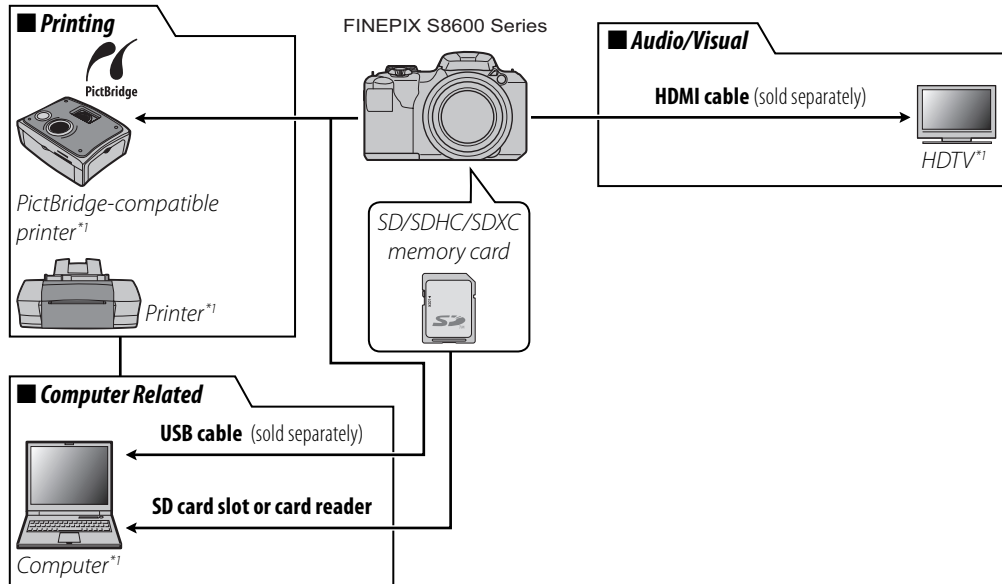 ■ Printing
PictBridge
PictBridge-compatible
printer*1
Printer*1
FINEPIX S8600 Series
■ Audio/Visual
HDMI cable (sold separately)
HDTV*1
SD/SDHC/SDXC
memory card
SD
■ Computer Related
USB cable (sold separately)
SD card slot or card reader
Computer*1